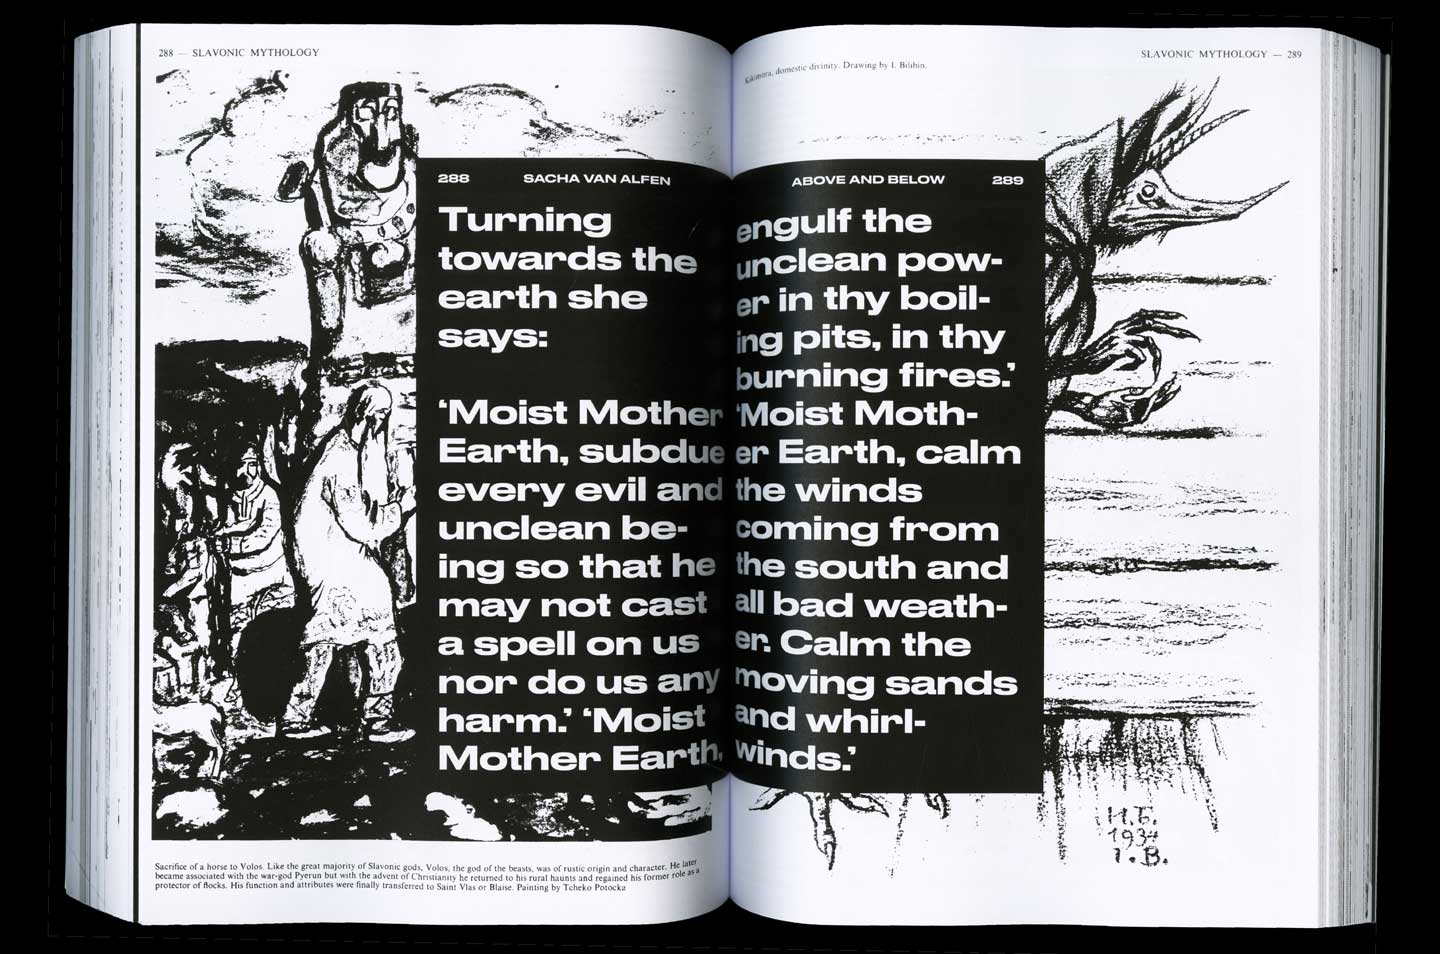 288 — SLAVONIC MYTHOLOGY
288 SACHA VAN ALFEN
Turning
towards the
earth she
says:
‘Moist Mother
Earth, subdue
every evil and
unclean be-
ing so that he
may not cast
a spell on us
nor do us any
harm.’ ‘Moist
Mother Earth,
Sacrifice of a horse to Volos. Like the great majority of Slavonic gods, Volos, the god of the beasts, was of rustic origin and character. He later
became associated with the war-god Pyerun but with the advent of Christianity he returned to his rural haunts and regained his former role as a
protector of flocks. His function and attributes were finally transferred to Saint Vlas or Blaise. Painting by Tcheko Potocka
SLAVONIC MYTHOLOGY — 289
Kikimora, domestic divinity. Drawing by I. Bilibin.
ABOVE AND BELOW 289
engulf the
unclean pow-
er in thy boil-
ing pits, in thy
burning fires.’
‘Moist Moth-
er Earth, calm
the winds
coming from
the south and
all bad weath-
er. Calm the
moving sands
and whirl-
winds.’
И.Б.
1934
I.B.